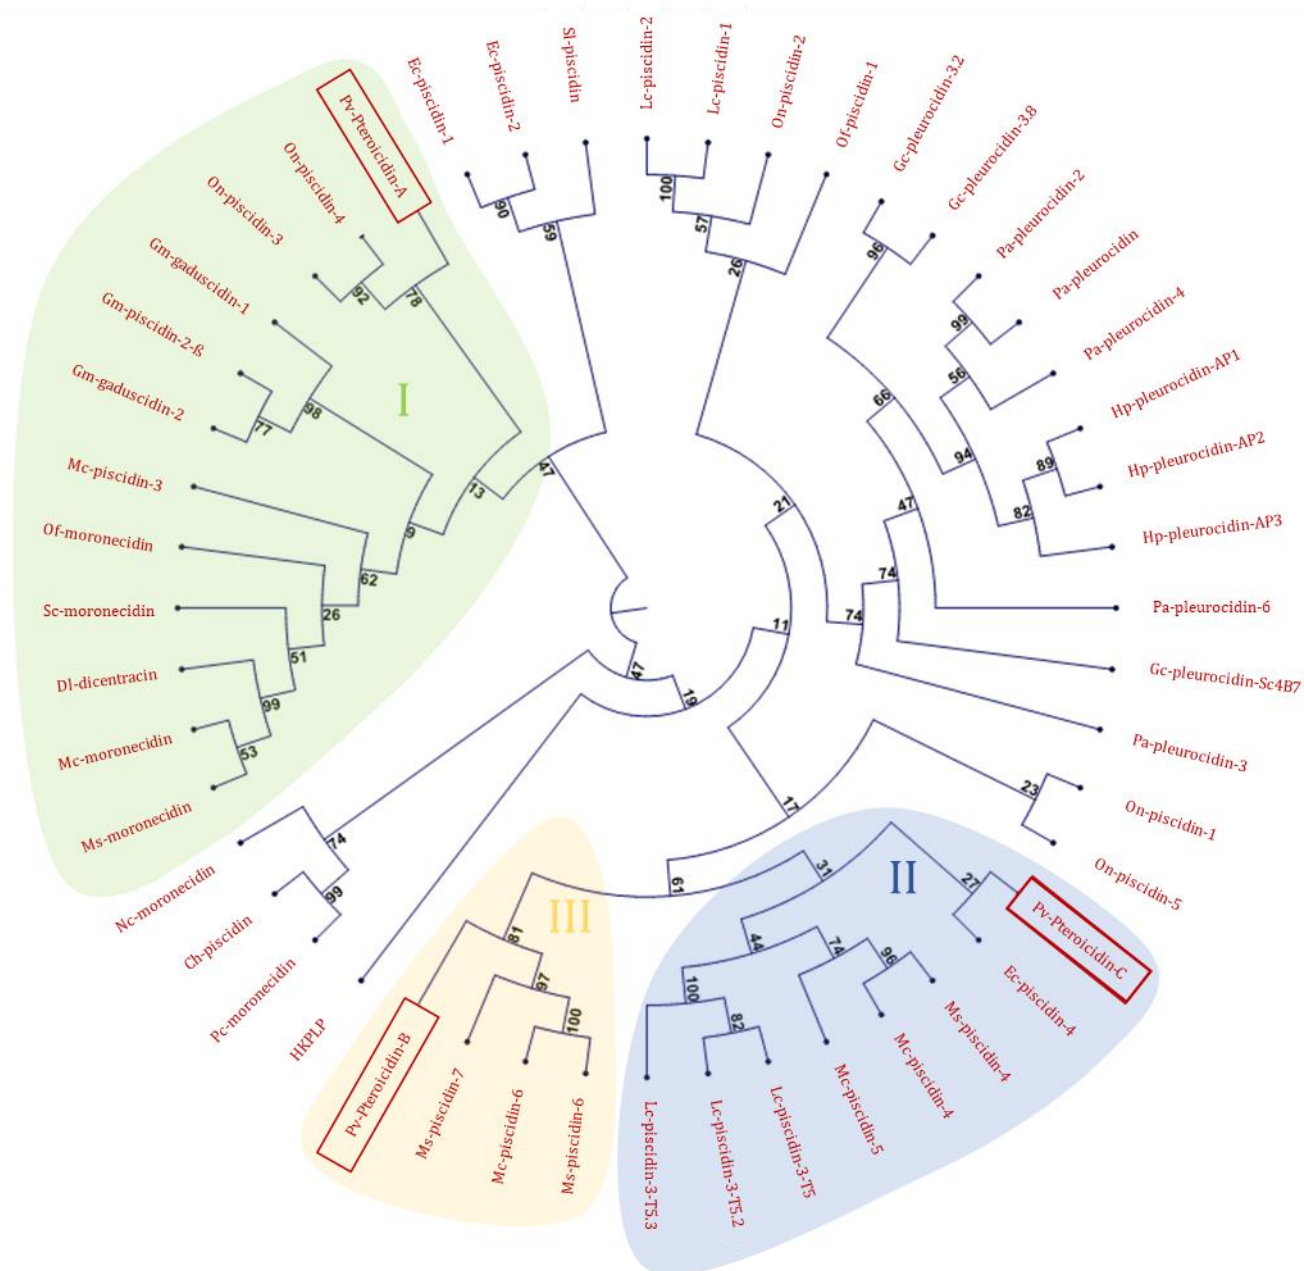 Lc-piscidin-2
Lc-piscidin-1
On-piscidin-2
Of-piscidin-1
Gc-pleurocidin-3.2
Gc-pleurocidin-3.8
Pa-pleurocidin-2
Pa-pleurocidin
Pa-pleurocidin-4
Hp-pleurocidin-AP1
Hp-pleurocidin-AP2
Hp-pleurocidin-AP3
Pa-pleurocidin-6
Gc-pleurocidin-Sc4B7
Pa-pleurocidin-3
On-piscidin-1
On-piscidin-5
Pv-Pteroicidin-C
Ec-piscidin-4
Ms-piscidin-4
Mc-piscidin-4
Mc-piscidin-5
Lc-piscidin-3-T5
Lc-piscidin-3-T5.2
Lc-piscidin-3-T5.3
Ms-piscidin-6
Mc-piscidin-6
Ms-piscidin-7
Pv-Pteroicidin-B
HKPLP
Pc-moronecidin
Ch-piscidin
Nc-moronecidin
Ms-moronecidin
Mc-moronecidin
Dl-dicentracin
Sc-moronecidin
Of-moronecidin
Mc-piscidin-3
Gm-gaduscidin-2
Gm-piscidin-2-ß
Gm-gaduscidin-1
On-piscidin-3
On-piscidin-4
Pv-Pteroicidin-A
Ec-piscidin-1
Ec-piscidin-2
Sl-piscidin
I
II
III
100
57
26
96
99
56
89
82
94
66
47
74
74
21
11
23
17
27
31
96
74
44
82
100
61
100
97
81
19
47
99
74
53
99
51
26
62
9
77
98
13
92
78
47
90
59